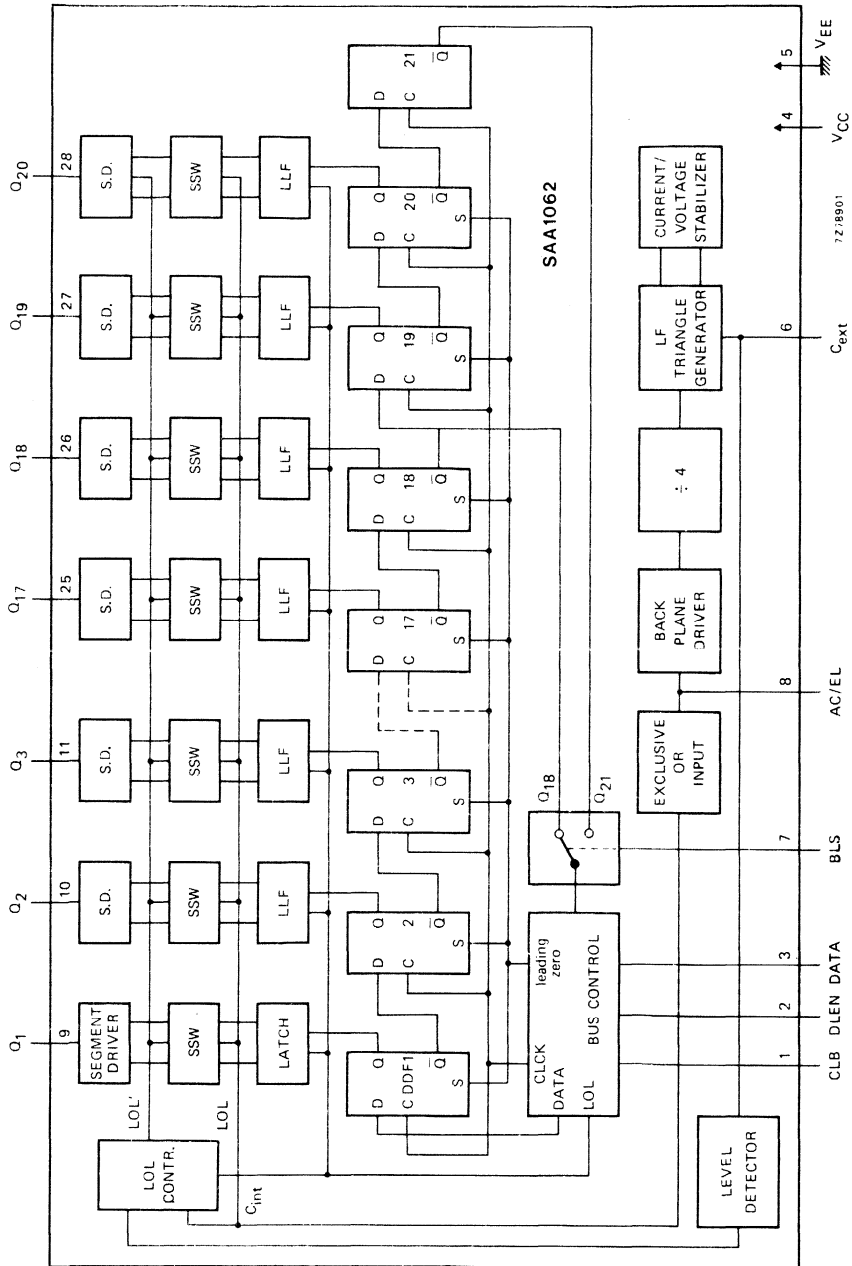 Q1
Q2
Q3
Q17
Q18
Q19
Q20
9
10
11
25
26
27
28
SEGMENT DRIVER
S.D.
S.D.
S.D.
S.D.
S.D.
S.D.
LOL'
SSW
SSW
SSW
SSW
SSW
SSW
SSW
LOL
LOL CONTR.
LATCH
LLF
LLF
LLF
LLF
LLF
LLF
Cint
D Q
C DDF1 Q
S
D Q
2
C Q
S
D Q
3
C Q
S
D Q
17
C Q
S
D Q
18
C Q
S
D Q
19
C Q
S
D Q
20
C Q
S
D
21
C Q
SAA1062
CLCK
leading zero
DATA
LOL
BUS CONTROL
Q18
Q21
LEVEL DETECTOR
EXCLUSIVE OR INPUT
BACK PLANE DRIVER
÷ 4
LF TRIANGLE GENERATOR
CURRENT/ VOLTAGE STABILIZER
1
2
3
7
8
6
4
5
CLB
DLEN
DATA
BLS
AC/EL
Cext
VCC
VEE
7Z78901